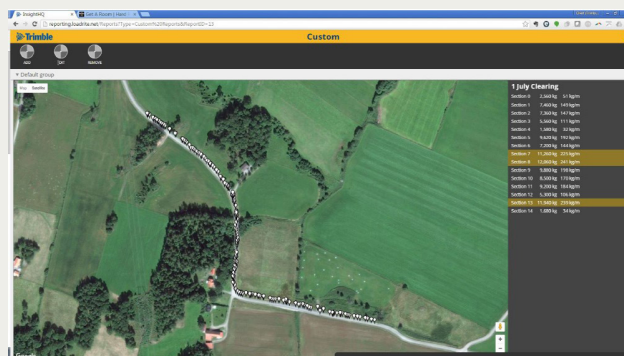 InsightHQ
Get A Room ( Hex )
reporting.loadrite.net/Reports?Type=Custom%20Reports&ReportID=13
Trimble
Custom
ADD
EDIT
REMOVE
Default group
Map Satellite
1 July Clearing
Section 0 2,560 kg 51 kg/m
Section 1 7,460 kg 149 kg/m
Section 2 7,360 kg 147 kg/m
Section 3 5,560 kg 111 kg/m
Section 4 1,580 kg 32 kg/m
Section 5 9,620 kg 192 kg/m
Section 6 7,200 kg 144 kg/m
Section 7 11,260 kg 225 kg/m
Section 8 12,060 kg 241 kg/m
Section 9 9,880 kg 198 kg/m
Section 10 8,500 kg 170 kg/m
Section 11 9,200 kg 184 kg/m
Section 12 5,300 kg 106 kg/m
Section 13 11,940 kg 239 kg/m
Section 14 1,080 kg 34 kg/m
Google